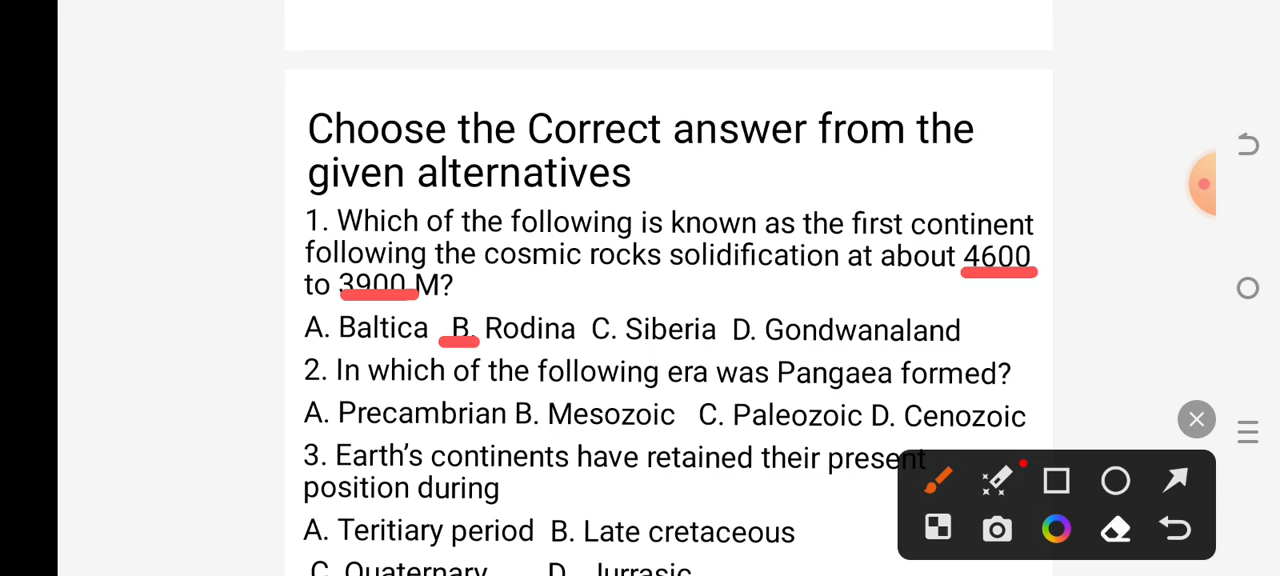 Choose the Correct answer from the
given alternatives
1. Which of the following is known as the first continent
following the cosmic rocks solidification at about 4600
to 3900 M?
A. Baltica B. Rodina C. Siberia D. Gondwanaland
2. In which of the following era was Pangaea formed?
A. Precambrian B. Mesozoic C. Paleozoic D. Cenozoic
3. Earth's continents have retained their present
position during
A. Teritiary period B. Late cretaceous
C. Quaternary D. Jurrasic